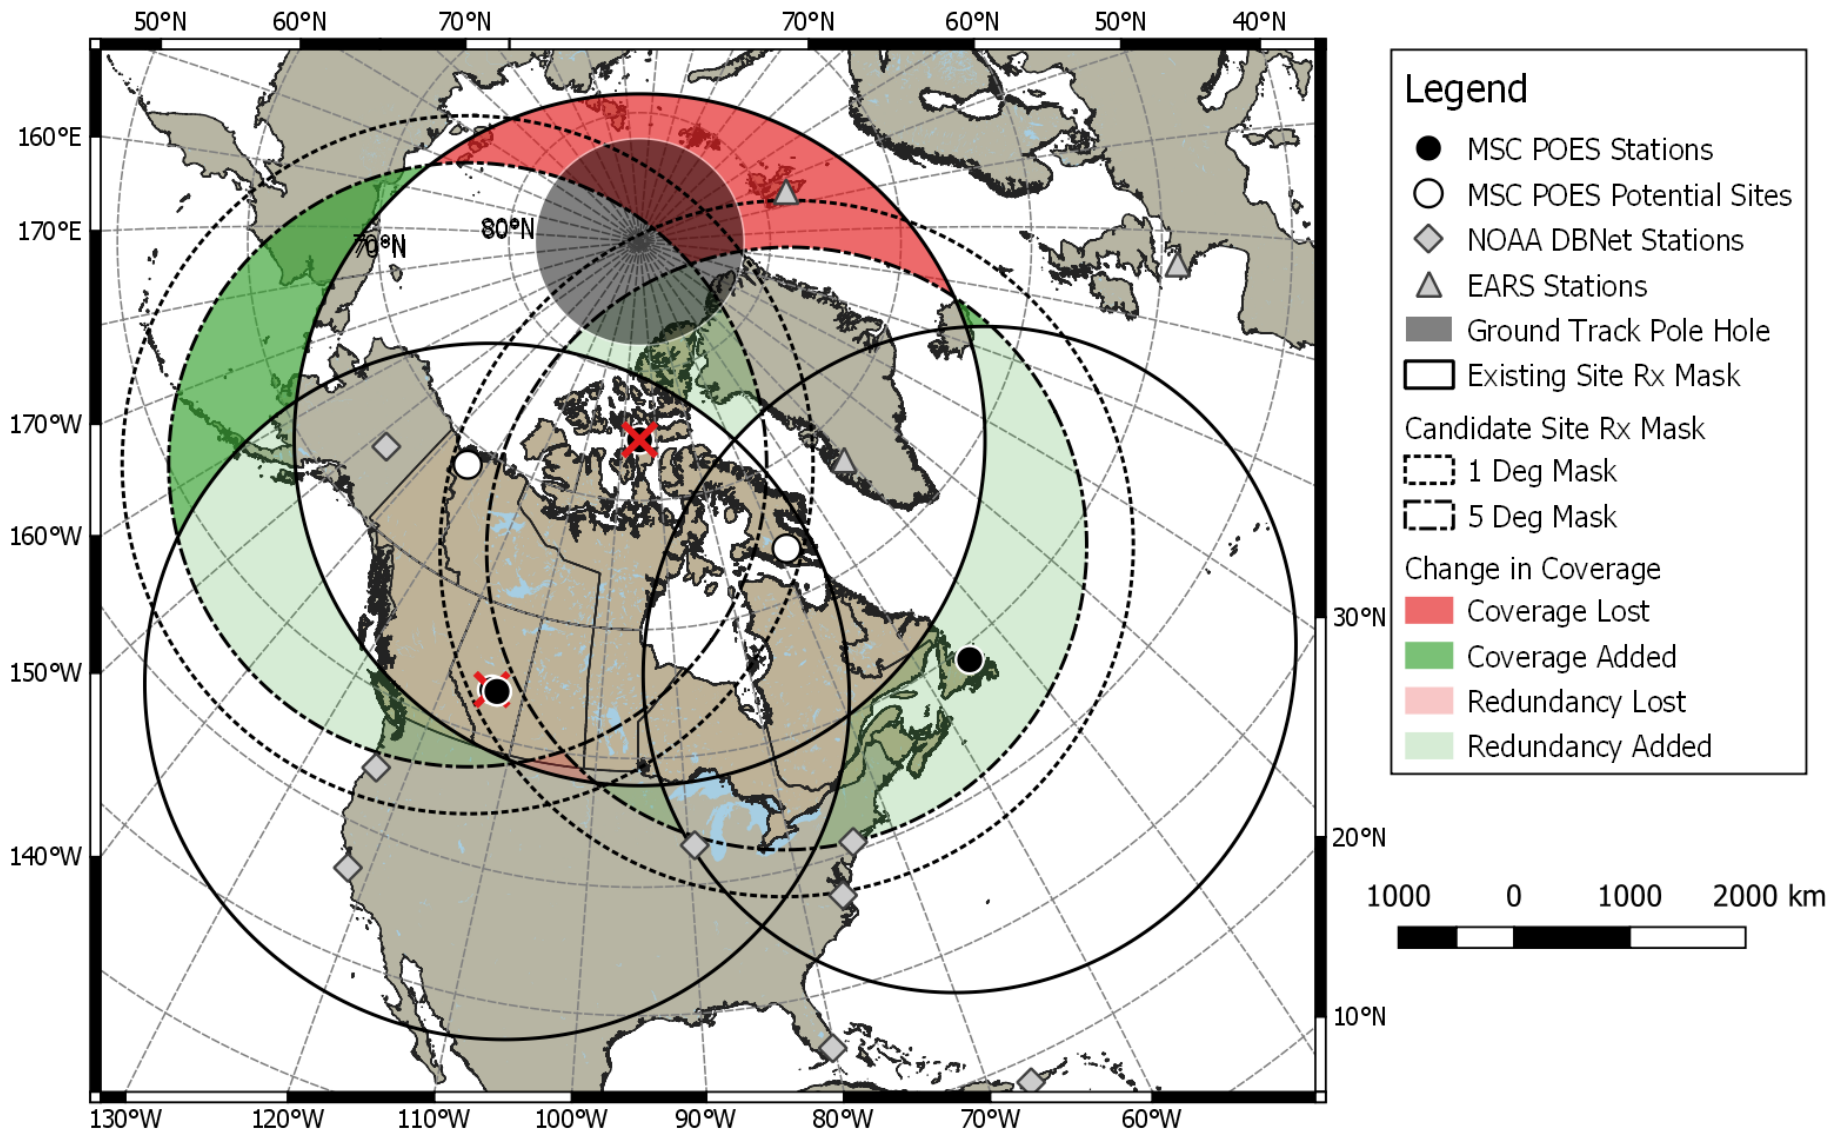 50°N 60°N 70°N 70°N 60°N 50°N 40°N
160°E
170°E
80°N
70°N
170°W
160°W
150°W
140°W
30°N
20°N
10°N
130°W 120°W 110°W 100°W 90°W 80°W 70°W 60°W
Legend
MSC POES Stations
MSC POES Potential Sites
NOAA DBNet Stations
EARS Stations
Ground Track Pole Hole
Existing Site Rx Mask
Candidate Site Rx Mask
1 Deg Mask
5 Deg Mask
Change in Coverage
Coverage Lost
Coverage Added
Redundancy Lost
Redundancy Added
1000 0 1000 2000 km